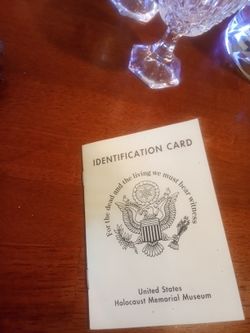 IDENTIFICATION CARD
For the dead and the living we must bear witness
United States
Holocaust Memorial Museum